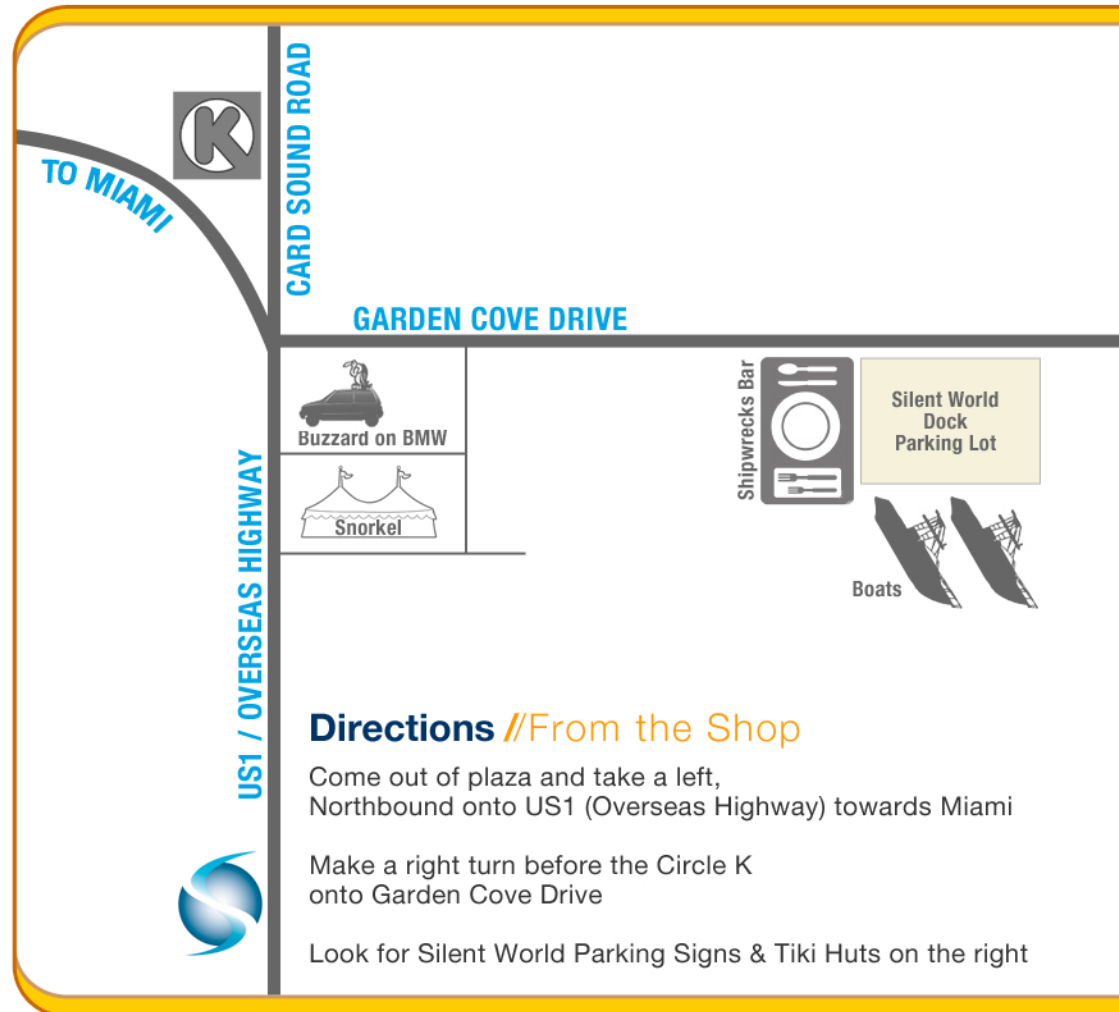 CARD SOUND ROAD
K
TO MIAMI
GARDEN COVE DRIVE
Buzzard on BMW
Snorkel
Shipwrecks Bar
Silent World
Dock
Parking Lot
Boats
US1 / OVERSEAS HIGHWAY
Directions //From the Shop
Come out of plaza and take a left,
Northbound onto US1 (Overseas Highway) towards Miami
Make a right turn before the Circle K
onto Garden Cove Drive
Look for Silent World Parking Signs & Tiki Huts on the right